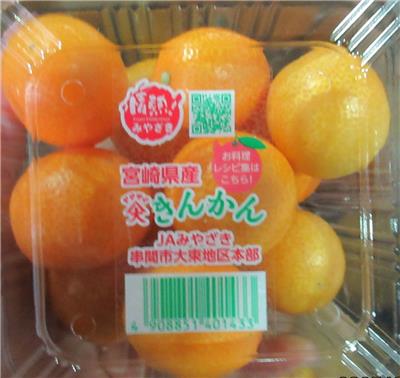 情熱!
みやざき
お料理
レシピ集は
こちら!
宮崎県産
きんかん
JAみやざき
串間市大束地区本部
4 908851 401433